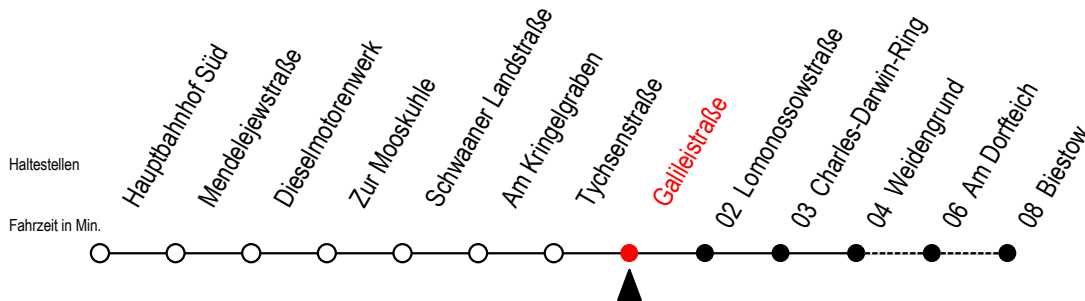 Haltestellen
Fahrzeit in Min.
Hauptbahnhof Süd
Mendelejewstraße
Dieselmotorenwerk
Zur Mooskuhle
Schwaaner Landstraße
Am Kringelgraben
Tychsenstraße
Galileistraße
02 Lomonossowstraße
03 Charles-Darwin-Ring
04 Weidengrund
06 Am Dorfteich
08 Biestow